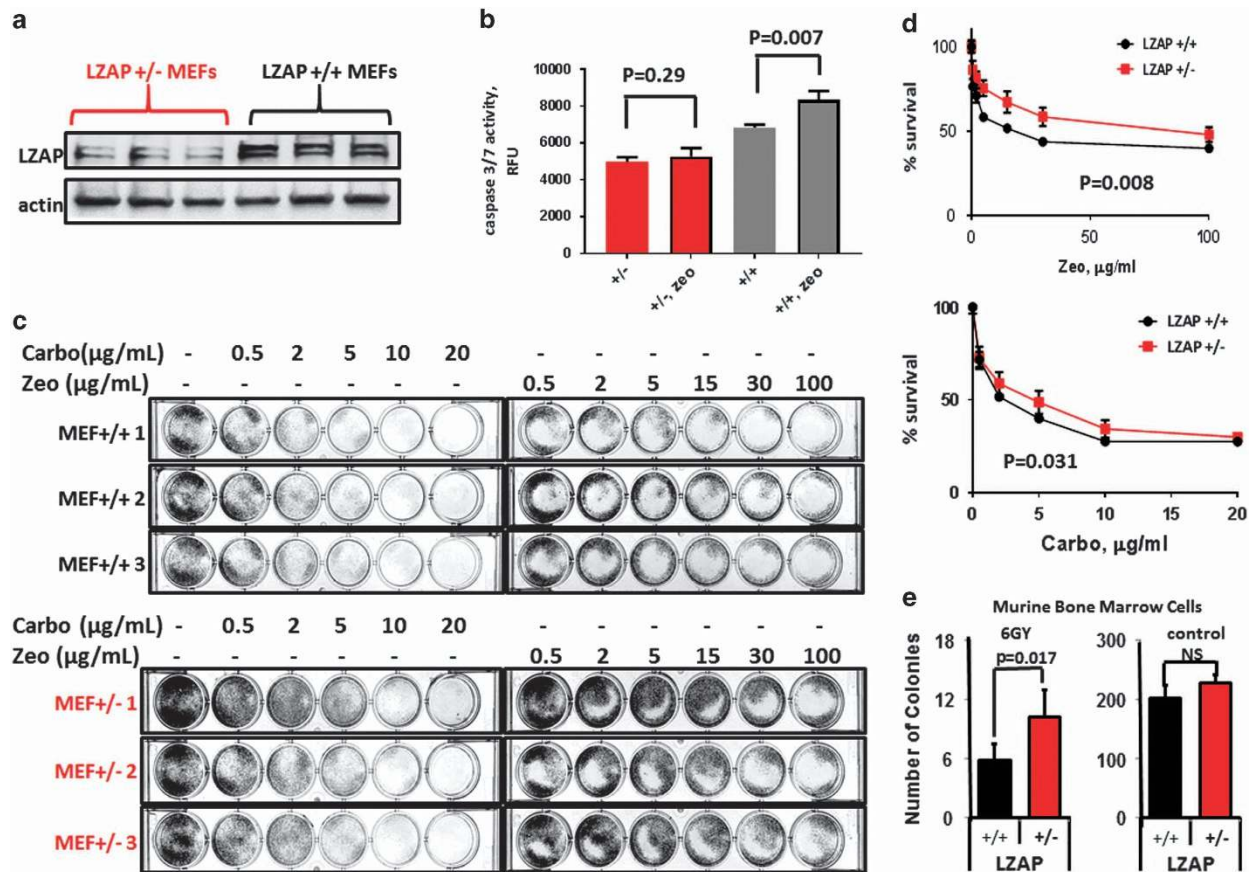 a
LZAP +/- MEFs LZAP +/+ MEFs
LZAP
actin
b
P=0.007
P=0.29
caspase 3/7 activity,
RFU
10000
8000
6000
4000
2000
0
+/-
+/-, zeo
+/+
+/+, zeo
c
Carbo(µg/mL) - 0.5 2 5 10 20 - - - - - -
Zeo (µg/mL) - - - - - - 0.5 2 5 15 30 100
MEF+/+ 1
MEF+/+ 2
MEF+/+ 3
Carbo (µg/mL) - 0.5 2 5 10 20 - - - - - -
Zeo (µg/mL) - - - - - - 0.5 2 5 15 30 100
MEF+/- 1
MEF+/- 2
MEF+/- 3
d
LZAP +/+
LZAP +/-
% survival
100
50
0
P=0.008
0 50 100
Zeo, µg/ml
LZAP +/+
LZAP +/-
% survival
100
50
0
P=0.031
0 5 10 15 20
Carbo, µg/ml
e
Murine Bone Marrow Cells
Number of Colonies
18
12
6
0
6GY
p=0.017
+/+ +/-
LZAP
300
200
100
0
control
NS
+/+ +/-
LZAP